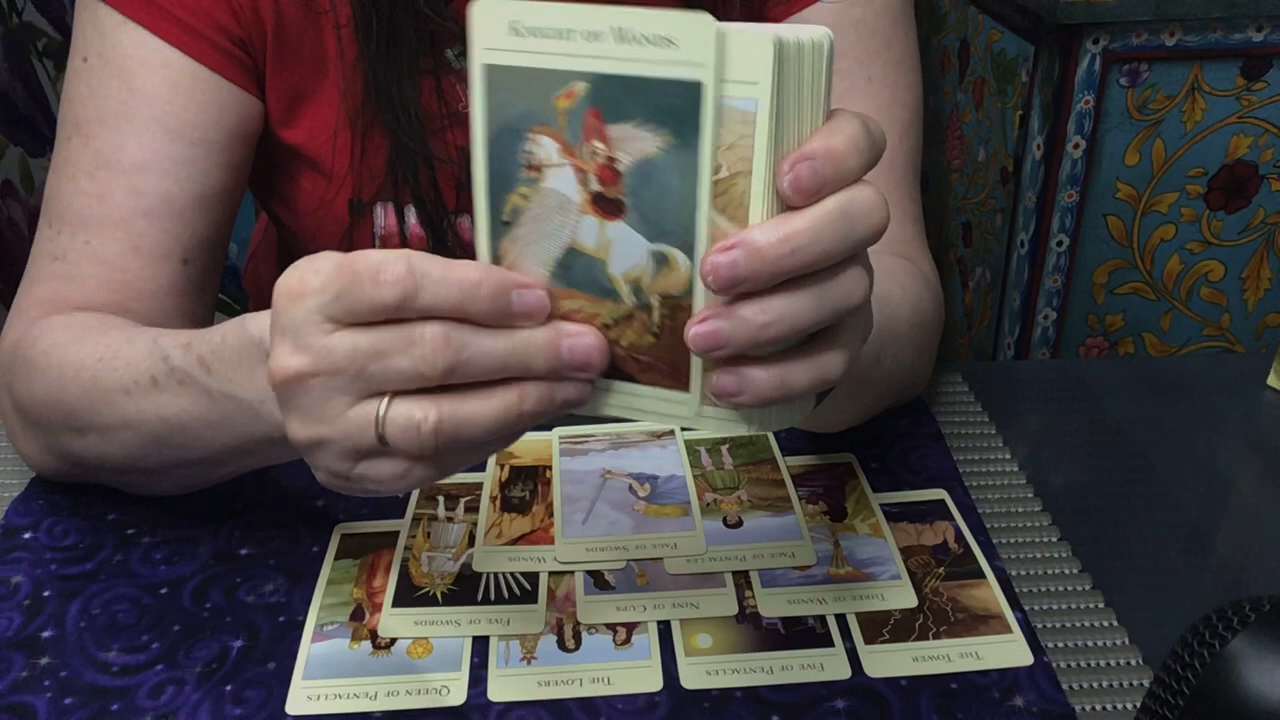 KNIGHT OF WANDS
PAGE OF SWORDS
OF WANDS
PAGE OF PENTACLES
FIVE OF SWORDS
NINE OF CUPS
THREE OF WANDS
QUEEN OF PENTACLES
THE LOVERS
FIVE OF PENTACLES
THE TOWER